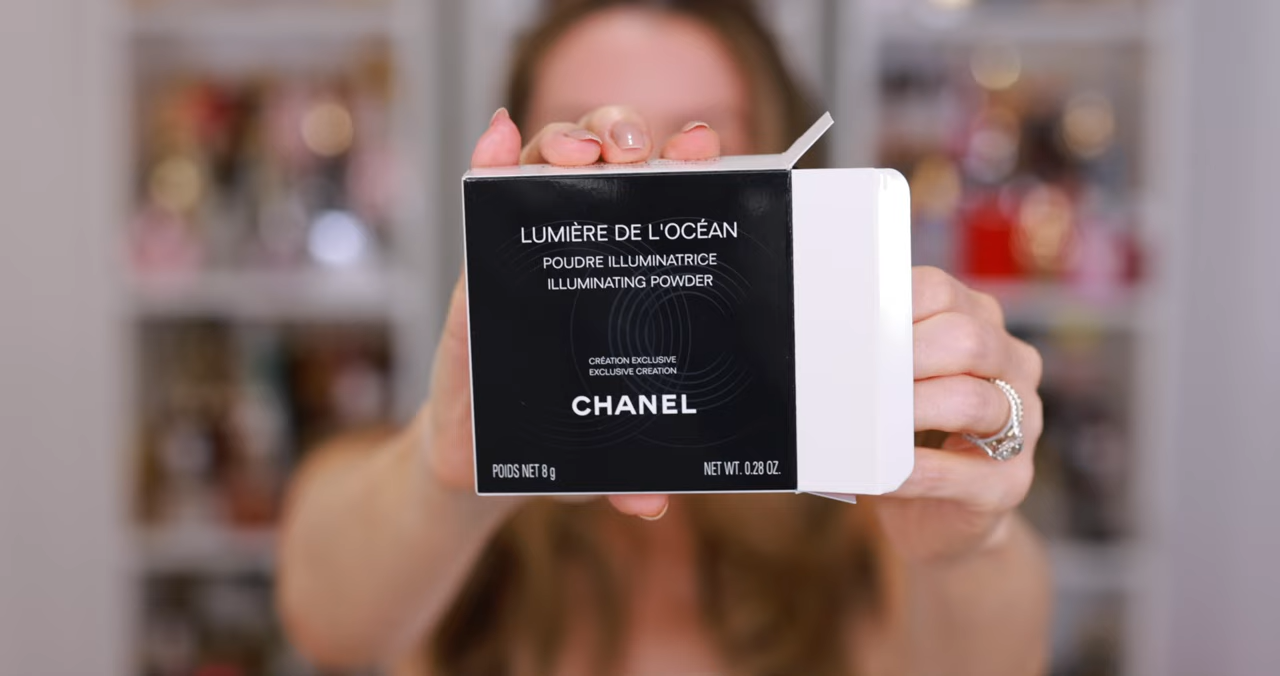 LUMIÈRE DE L'OCÉAN
POUDRE ILLUMINATRICE
ILLUMINATING POWDER
CRÉATION EXCLUSIVE
EXCLUSIVE CREATION
CHANEL
POIDS NET 8 g
NET WT. 0.28 OZ.